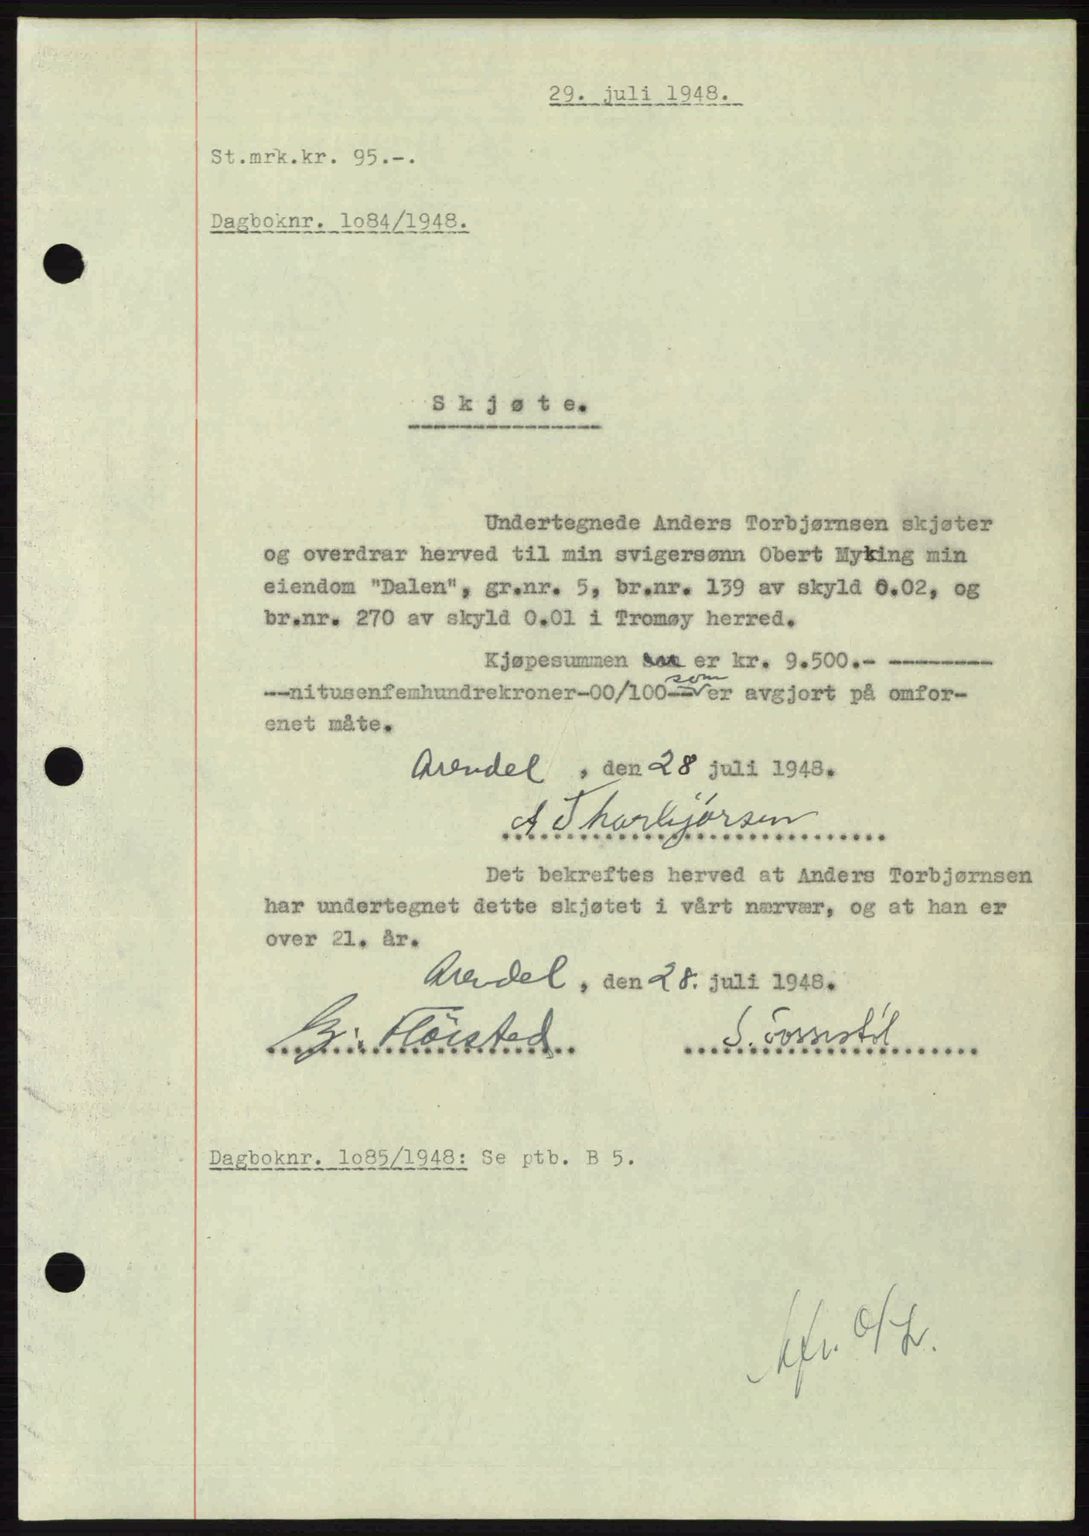 29. juli 1948.
St.mrk.kr. 95.-.
Dagboknr. 1o84/1948.
Skjøte.
Undertegnede Anders Torbjørnsen skjøter
og overdrar herved til min svigersønn Obert Myking min
eiendom "Dalen", gr.nr. 5, br.nr. 139 av skyld 0.02, og
br.nr. 270 av skyld 0.01 i Tromøy herred.
Kjøpesummen er kr. 9.500.- --------
--nitusenfemhundrekroner-00/100-- som er avgjort på omfor-
enet måte.
Arendel, den 28 juli 1948.
A Thorbjörsen
Det bekreftes herved at Anders Torbjørnsen
har undertegnet dette skjøtet i vårt nærvær, og at han er
over 21. år.
Arendel, den 28. juli 1948.
Flöisted
Dagboknr. 1o85/1948: Se ptb. B 5.